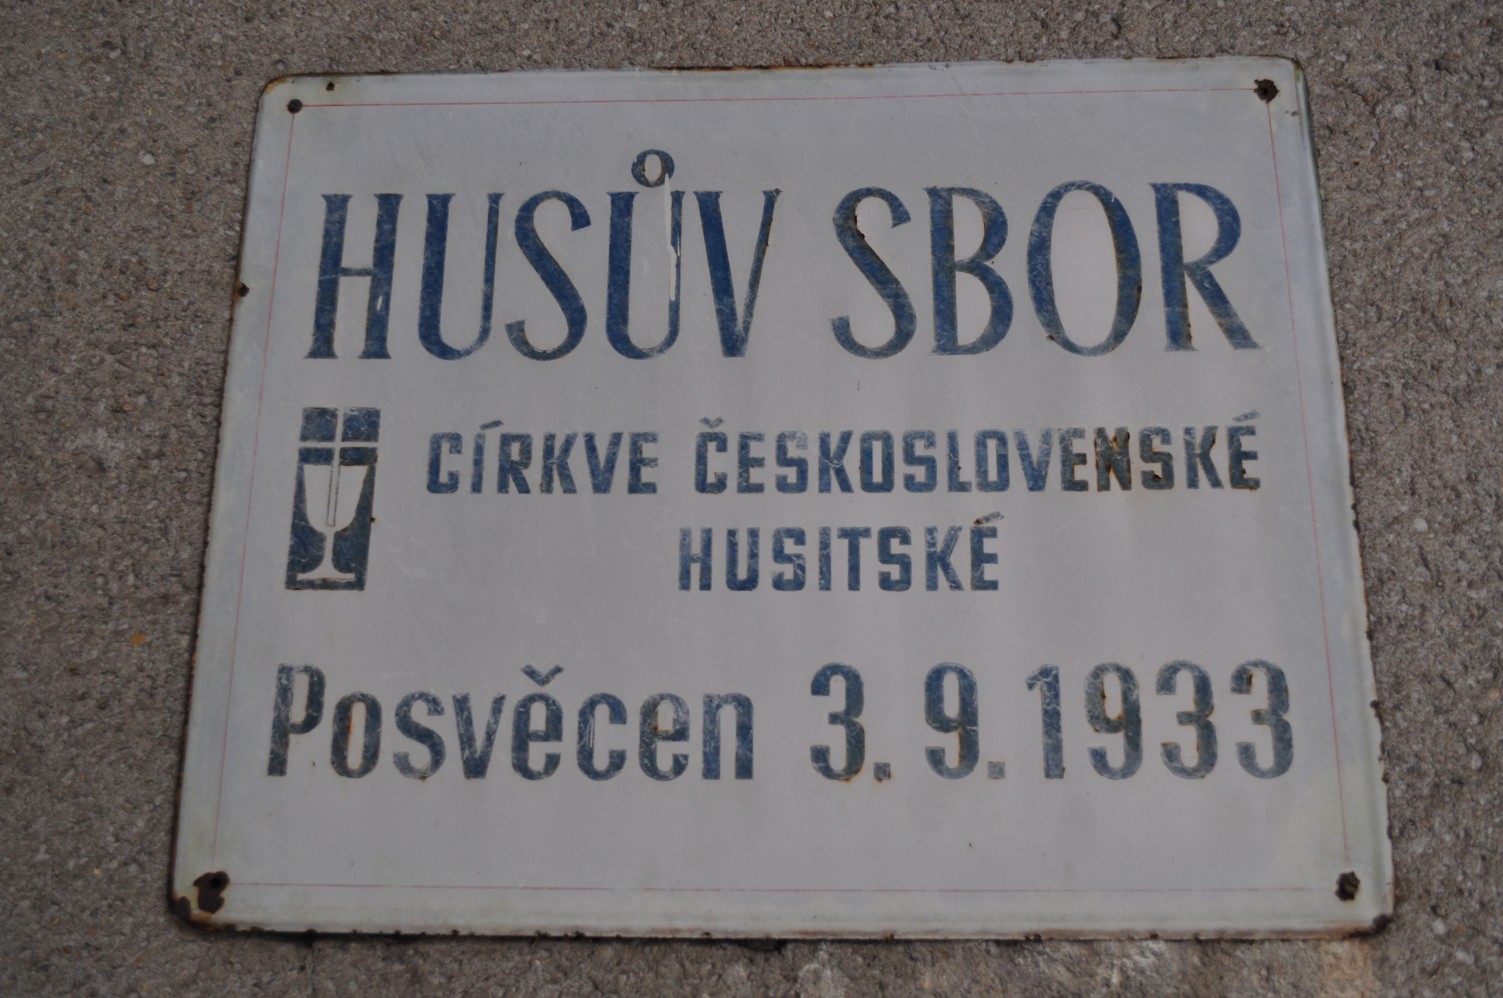 HUSŮV SBOR
CÍRKVE ČESKOSLOVENSKÉ
HUSITSKÉ
Posvěcen 3. 9. 1933